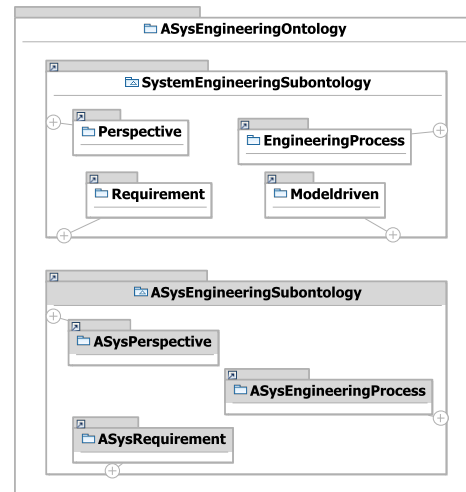 ASysEngineeringOntology
SystemEngineeringSubontology
Perspective
EngineeringProcess
Requirement
Modeldriven
ASysEngineeringSubontology
ASysPerspective
ASysEngineeringProcess
ASysRequirement